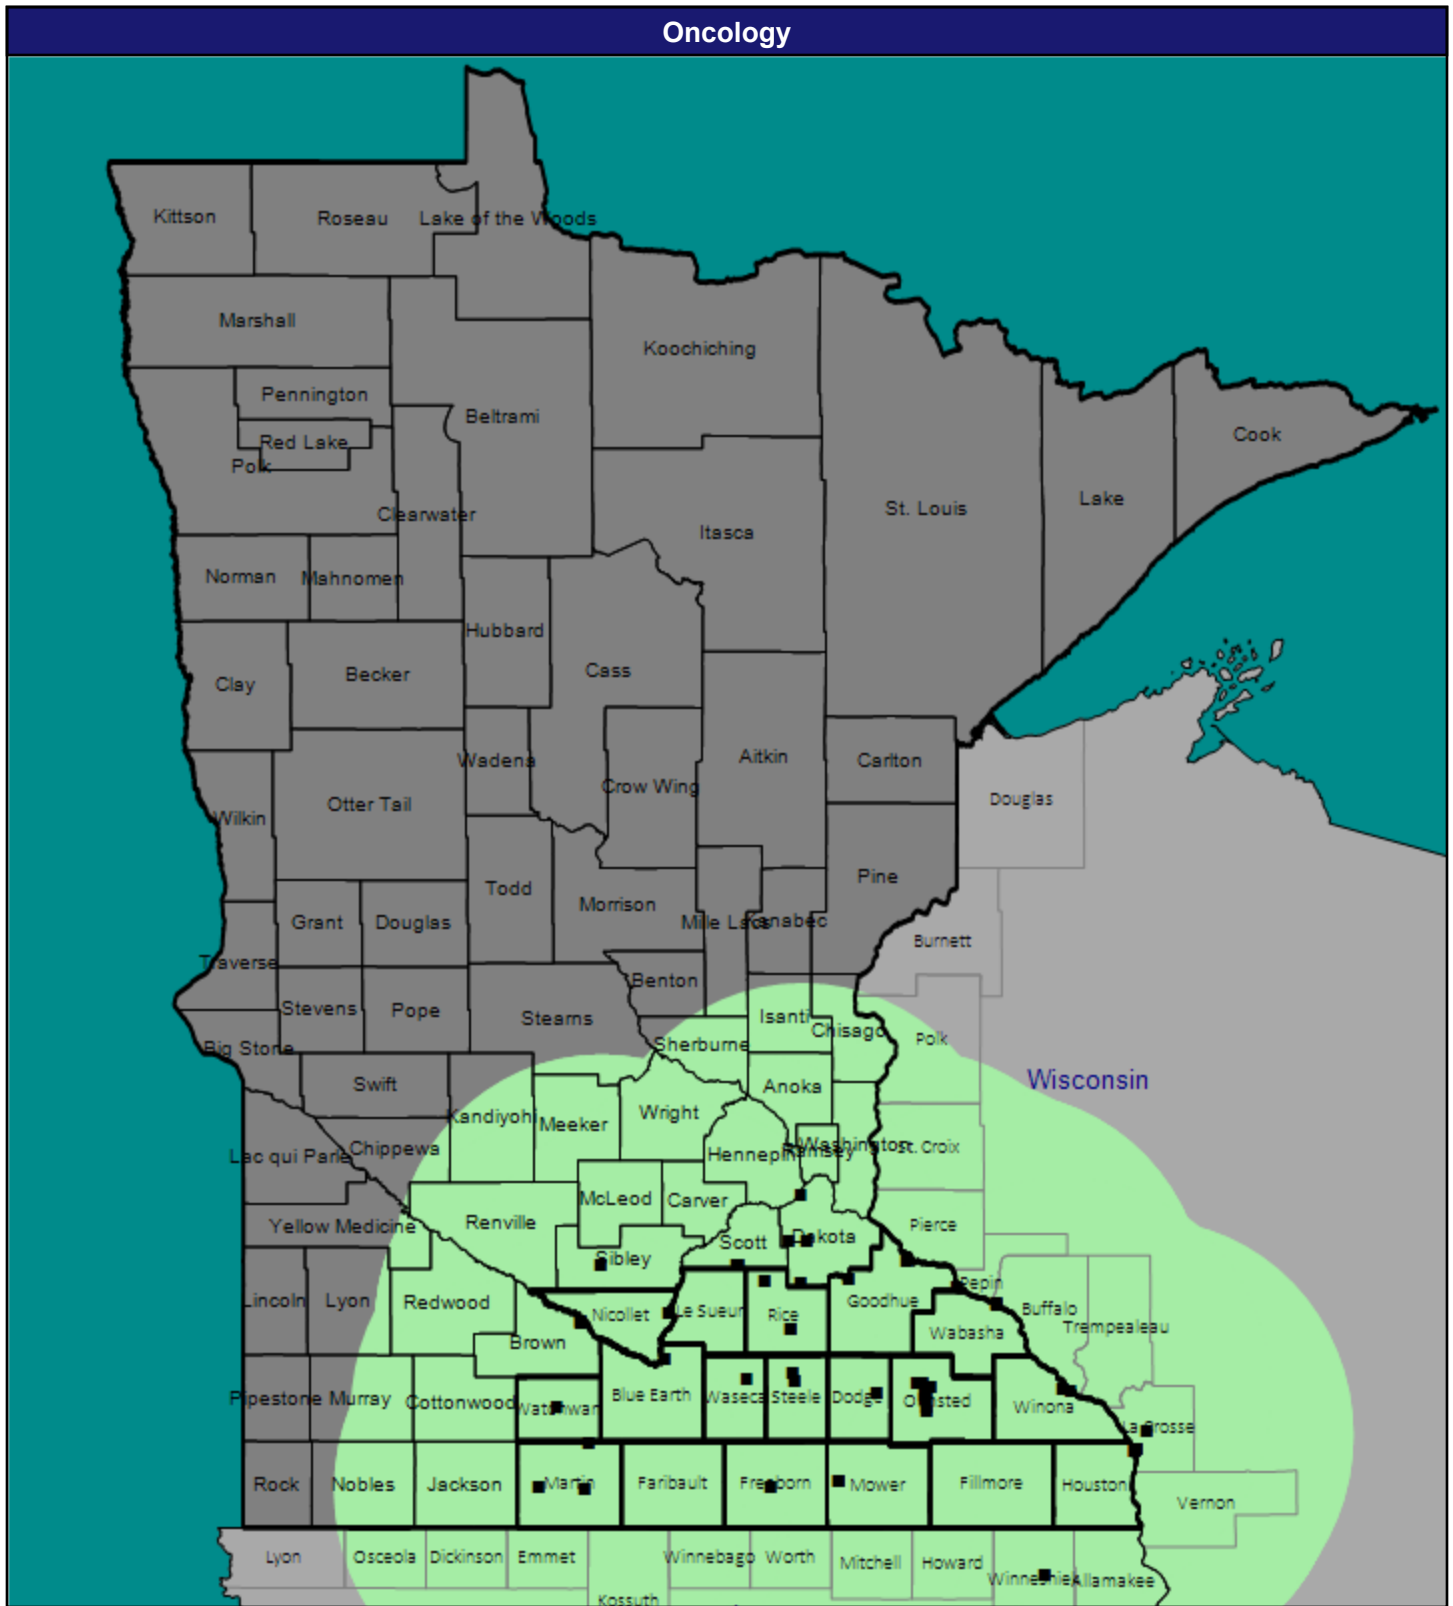 Oncology
Kittson
Roseau
Lake of the Woods
Marshall
Koochiching
Pennington
Beltrami
Red Lake
Cook
Polk
Lake
St. Louis
Clearwater
Itasca
Norman
Mahnomen
Hubbard
Cass
Becker
Clay
Aitkin
Wadena
Carlton
Crow Wing
Douglas
Otter Tail
Wilkin
Pine
Todd
Morrison
Grant
Douglas
Mille Lacs
Kanabec
Burnett
Traverse
Benton
Stevens
Pope
Stearns
Isanti
Chisago
Polk
Sherburne
Big Stone
Wisconsin
Swift
Anoka
Kandiyohi
Meeker
Wright
Washington
St. Croix
Chippewa
Ramsey
Hennepin
Lac qui Parle
McLeod
Carver
Renville
Pierce
Yellow Medicine
Dakota
Scott
Sibley
Pepin
Lincoln
Lyon
Redwood
Goodhue
Buffalo
Nicollet
Le Sueur
Rice
Trempealeau
Wabasha
Brown
Blue Earth
Waseca
Steele
Dodge
Olmsted
Pipestone
Murray
Cottonwood
Watonwan
Winona
La Crosse
Rock
Nobles
Jackson
Martin
Faribault
Freeborn
Mower
Fillmore
Houston
Vernon
Lyon
Osceola
Dickinson
Emmet
Winnebago
Worth
Mitchell
Howard
Winneshiek
Allamakee
Kossuth